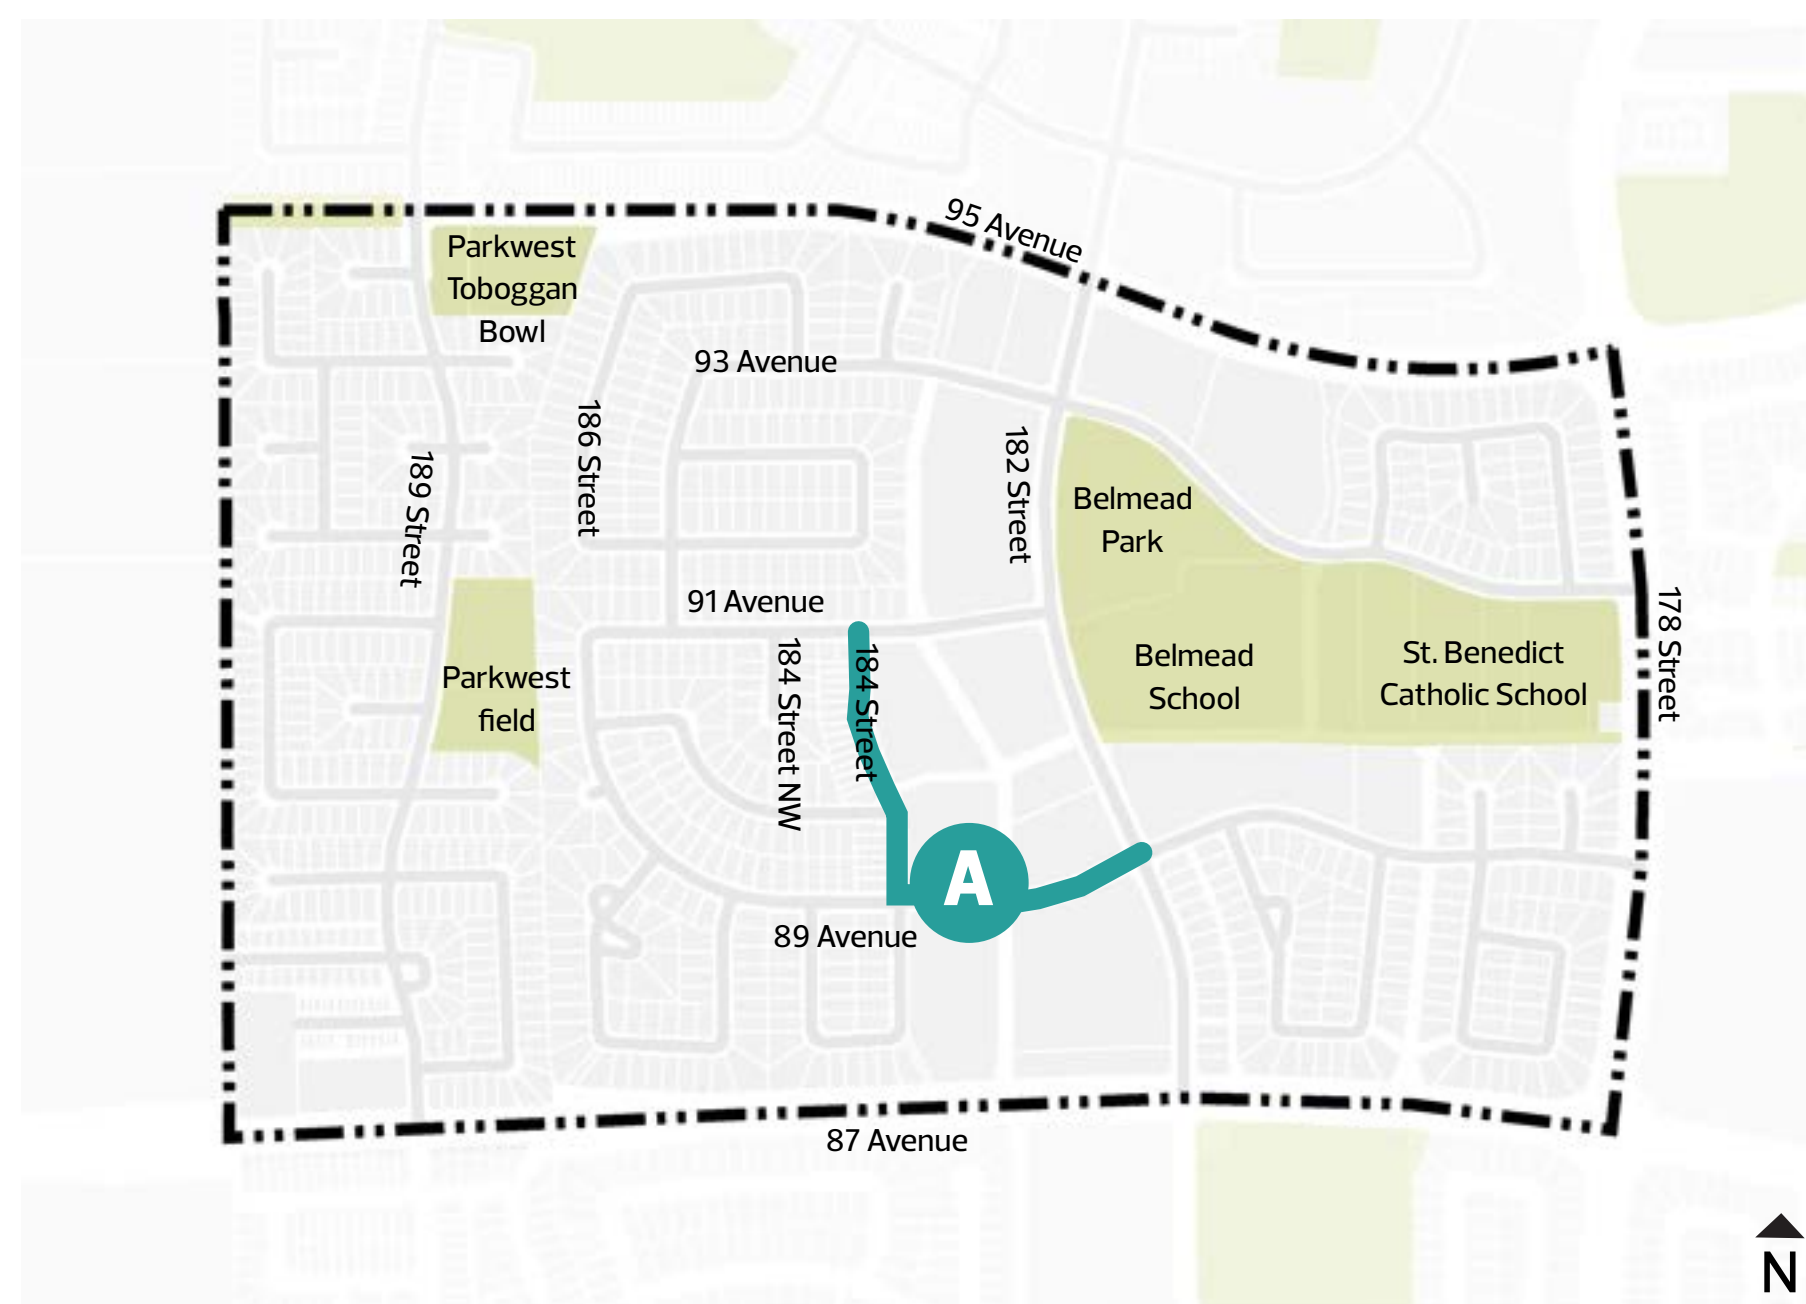 95 Avenue
Parkwest
Toboggan
Bowl
93 Avenue
186 Street
182 Street
189 Street
Belmead
Park
91 Avenue
178 Street
184 Street NW
184 Street
Belmead
School
St. Benedict
Catholic School
Parkwest
field
A
89 Avenue
87 Avenue
N